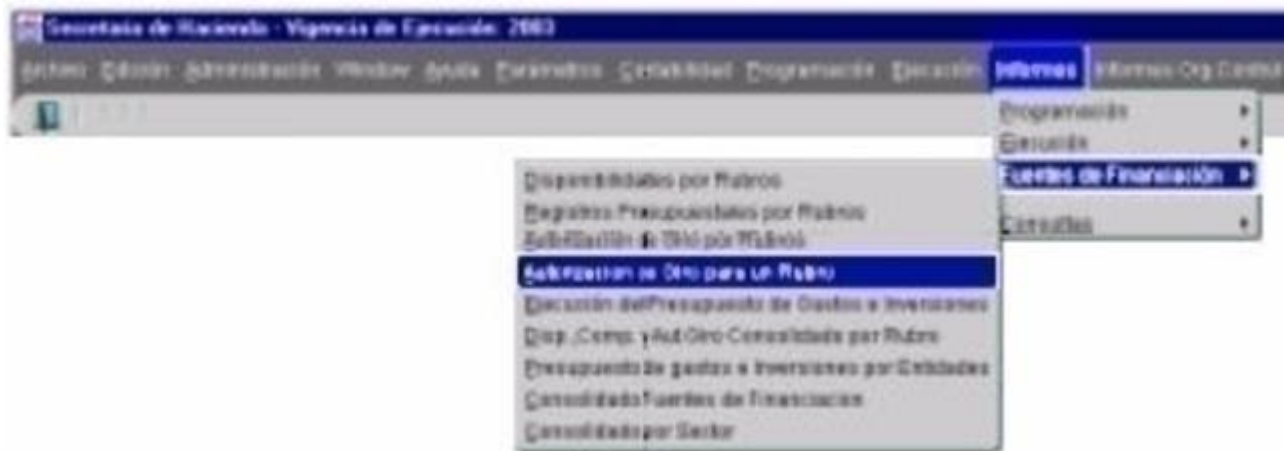 Secretaria de Hacienda - Vigencia de Ejecución: 2003
Archivo Edición Administración Window Ayuda Parámetros Contabilidad Programación Ejecución Informes Informes Org.Control
Programación
Ejecución
Fuentes de Financiación
Consultas
Disponibilidades por Rubros
Registros Presupuestales por Rubros
Autorización de Giro por Rubros
Autorización de Giro para un Rubro
Ejecución del Presupuesto de Gastos e Inversiones
Disp., Comp. y Aut Giro Consolidado por Rubro
Presupuesto de gastos e Inversiones por Entidades
Consolidado Fuentes de Financiacion
Consolidado por Sector